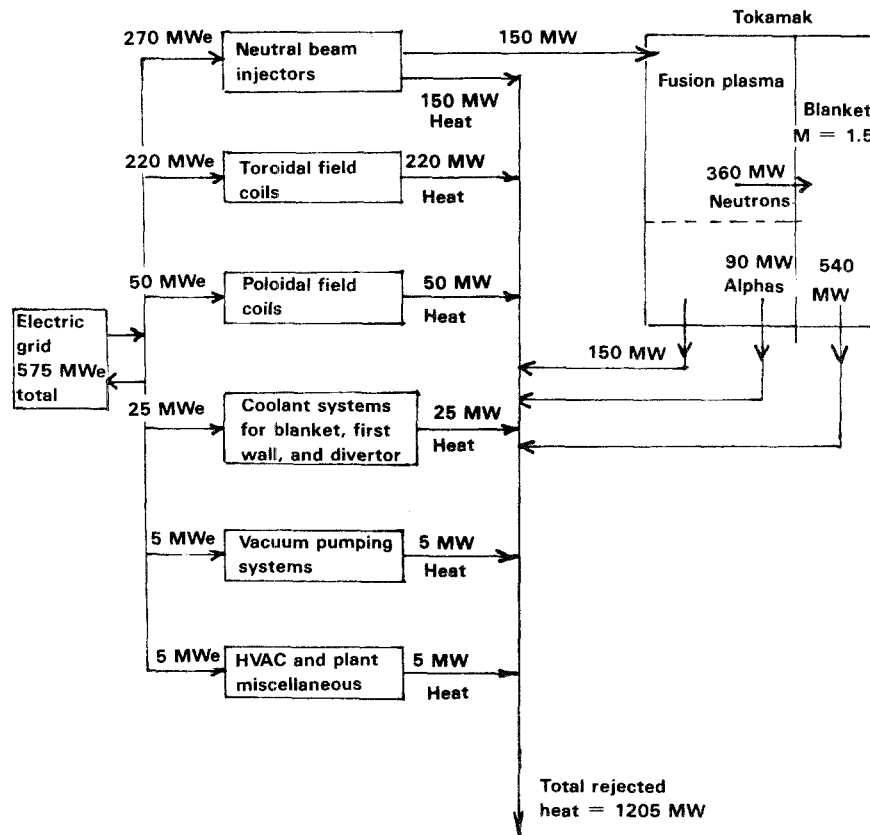 Tokamak
270 MWe
Neutral beam
injectors
150 MW
150 MW
Heat
Fusion plasma
Blanket
M = 1.5
220 MWe
Toroidal field
coils
220 MW
Heat
360 MW
Neutrons
50 MWe
Poloidal field
coils
50 MW
Heat
90 MW
Alphas
540
MW
Electric
grid
575 MWe
total
150 MW
25 MWe
Coolant systems
for blanket, first
wall, and divertor
25 MW
Heat
5 MWe
Vacuum pumping
systems
5 MW
Heat
5 MWe
HVAC and plant
miscellaneous
5 MW
Heat
Total rejected
heat = 1205 MW